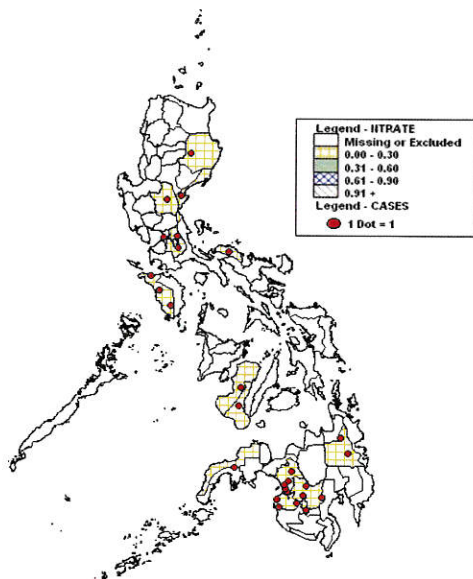 Legend - NTRATE
Missing or Excluded
0.00 - 0.30
0.31 - 0.60
0.61 - 0.90
0.91 +
Legend - CASES
1 Dot = 1